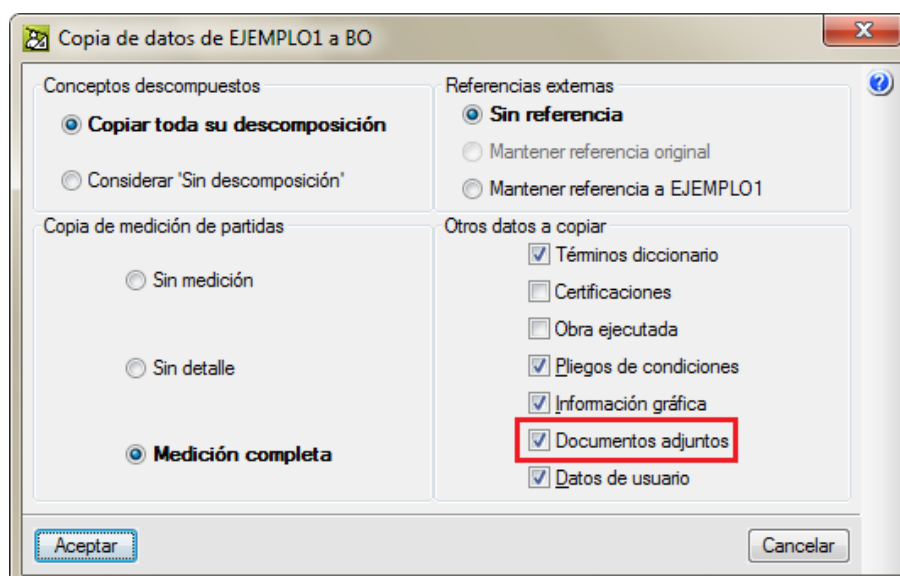 Copia de datos de EJEMPLO1 a BO
Conceptos descompuestos
Copiar toda su descomposición
Considerar "Sin descomposición"
Referencias externas
Sin referencia
Mantener referencia original
Mantener referencia a EJEMPLO1
Copia de medición de partidas
Sin medición
Sin detalle
Medición completa
Otros datos a copiar
Términos diccionario
Certificaciones
Obra ejecutada
Pliegos de condiciones
Información gráfica
Documentos adjuntos
Datos de usuario
Aceptar
Cancelar